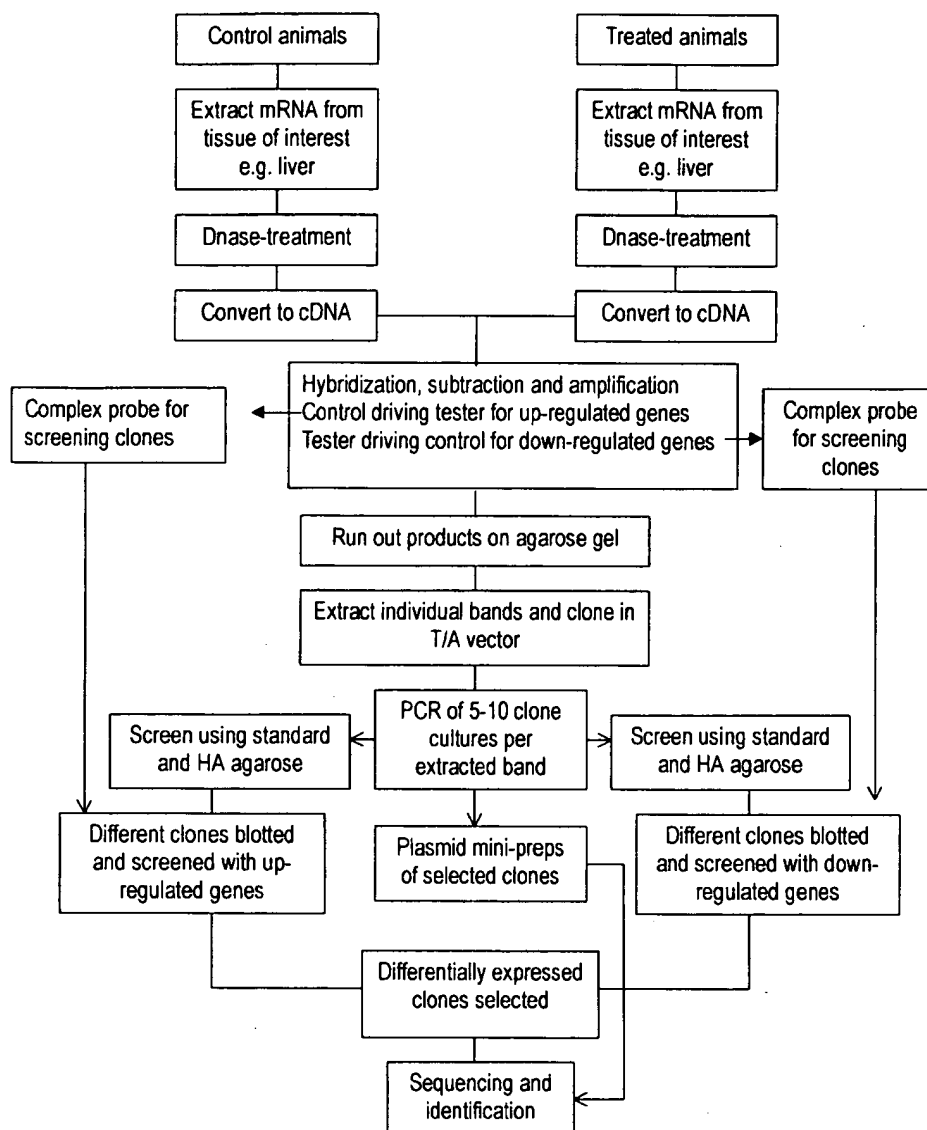 Control animals
Treated animals
Extract mRNA from
tissue of interest
e.g. liver
Extract mRNA from
tissue of interest
e.g. liver
Dnase-treatment
Dnase-treatment
Convert to cDNA
Convert to cDNA
Hybridization, subtraction and amplification
Control driving tester for up-regulated genes
Tester driving control for down-regulated genes
Complex probe for
screening clones
Complex probe
for screening
clones
Run out products on agarose gel
Extract individual bands and clone in
T/A vector
PCR of 5-10 clone
cultures per
extracted band
Screen using standard
and HA agarose
Screen using standard
and HA agarose
Different clones blotted
and screened with up-
regulated genes
Plasmid mini-preps
of selected clones
Different clones blotted
and screened with down-
regulated genes
Differentially expressed
clones selected
Sequencing and
identification